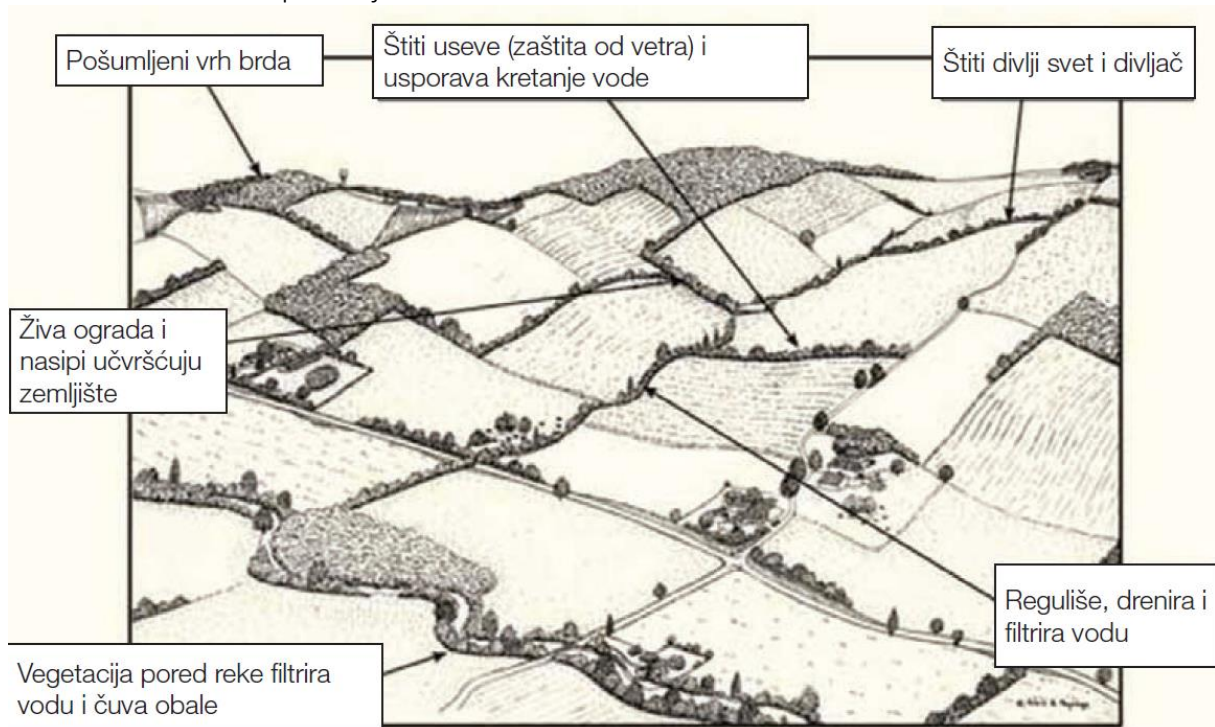 Pošumljeni vrh brda
Štiti useve (zaštita od vetra) i
usporava kretanje vode
Štiti divlji svet i divljač
Živa ograda i
nasipi učvršćuju
zemljište
Reguliše, drenira i
filtrira vodu
Vegetacija pored reke filtrira
vodu i čuva obale